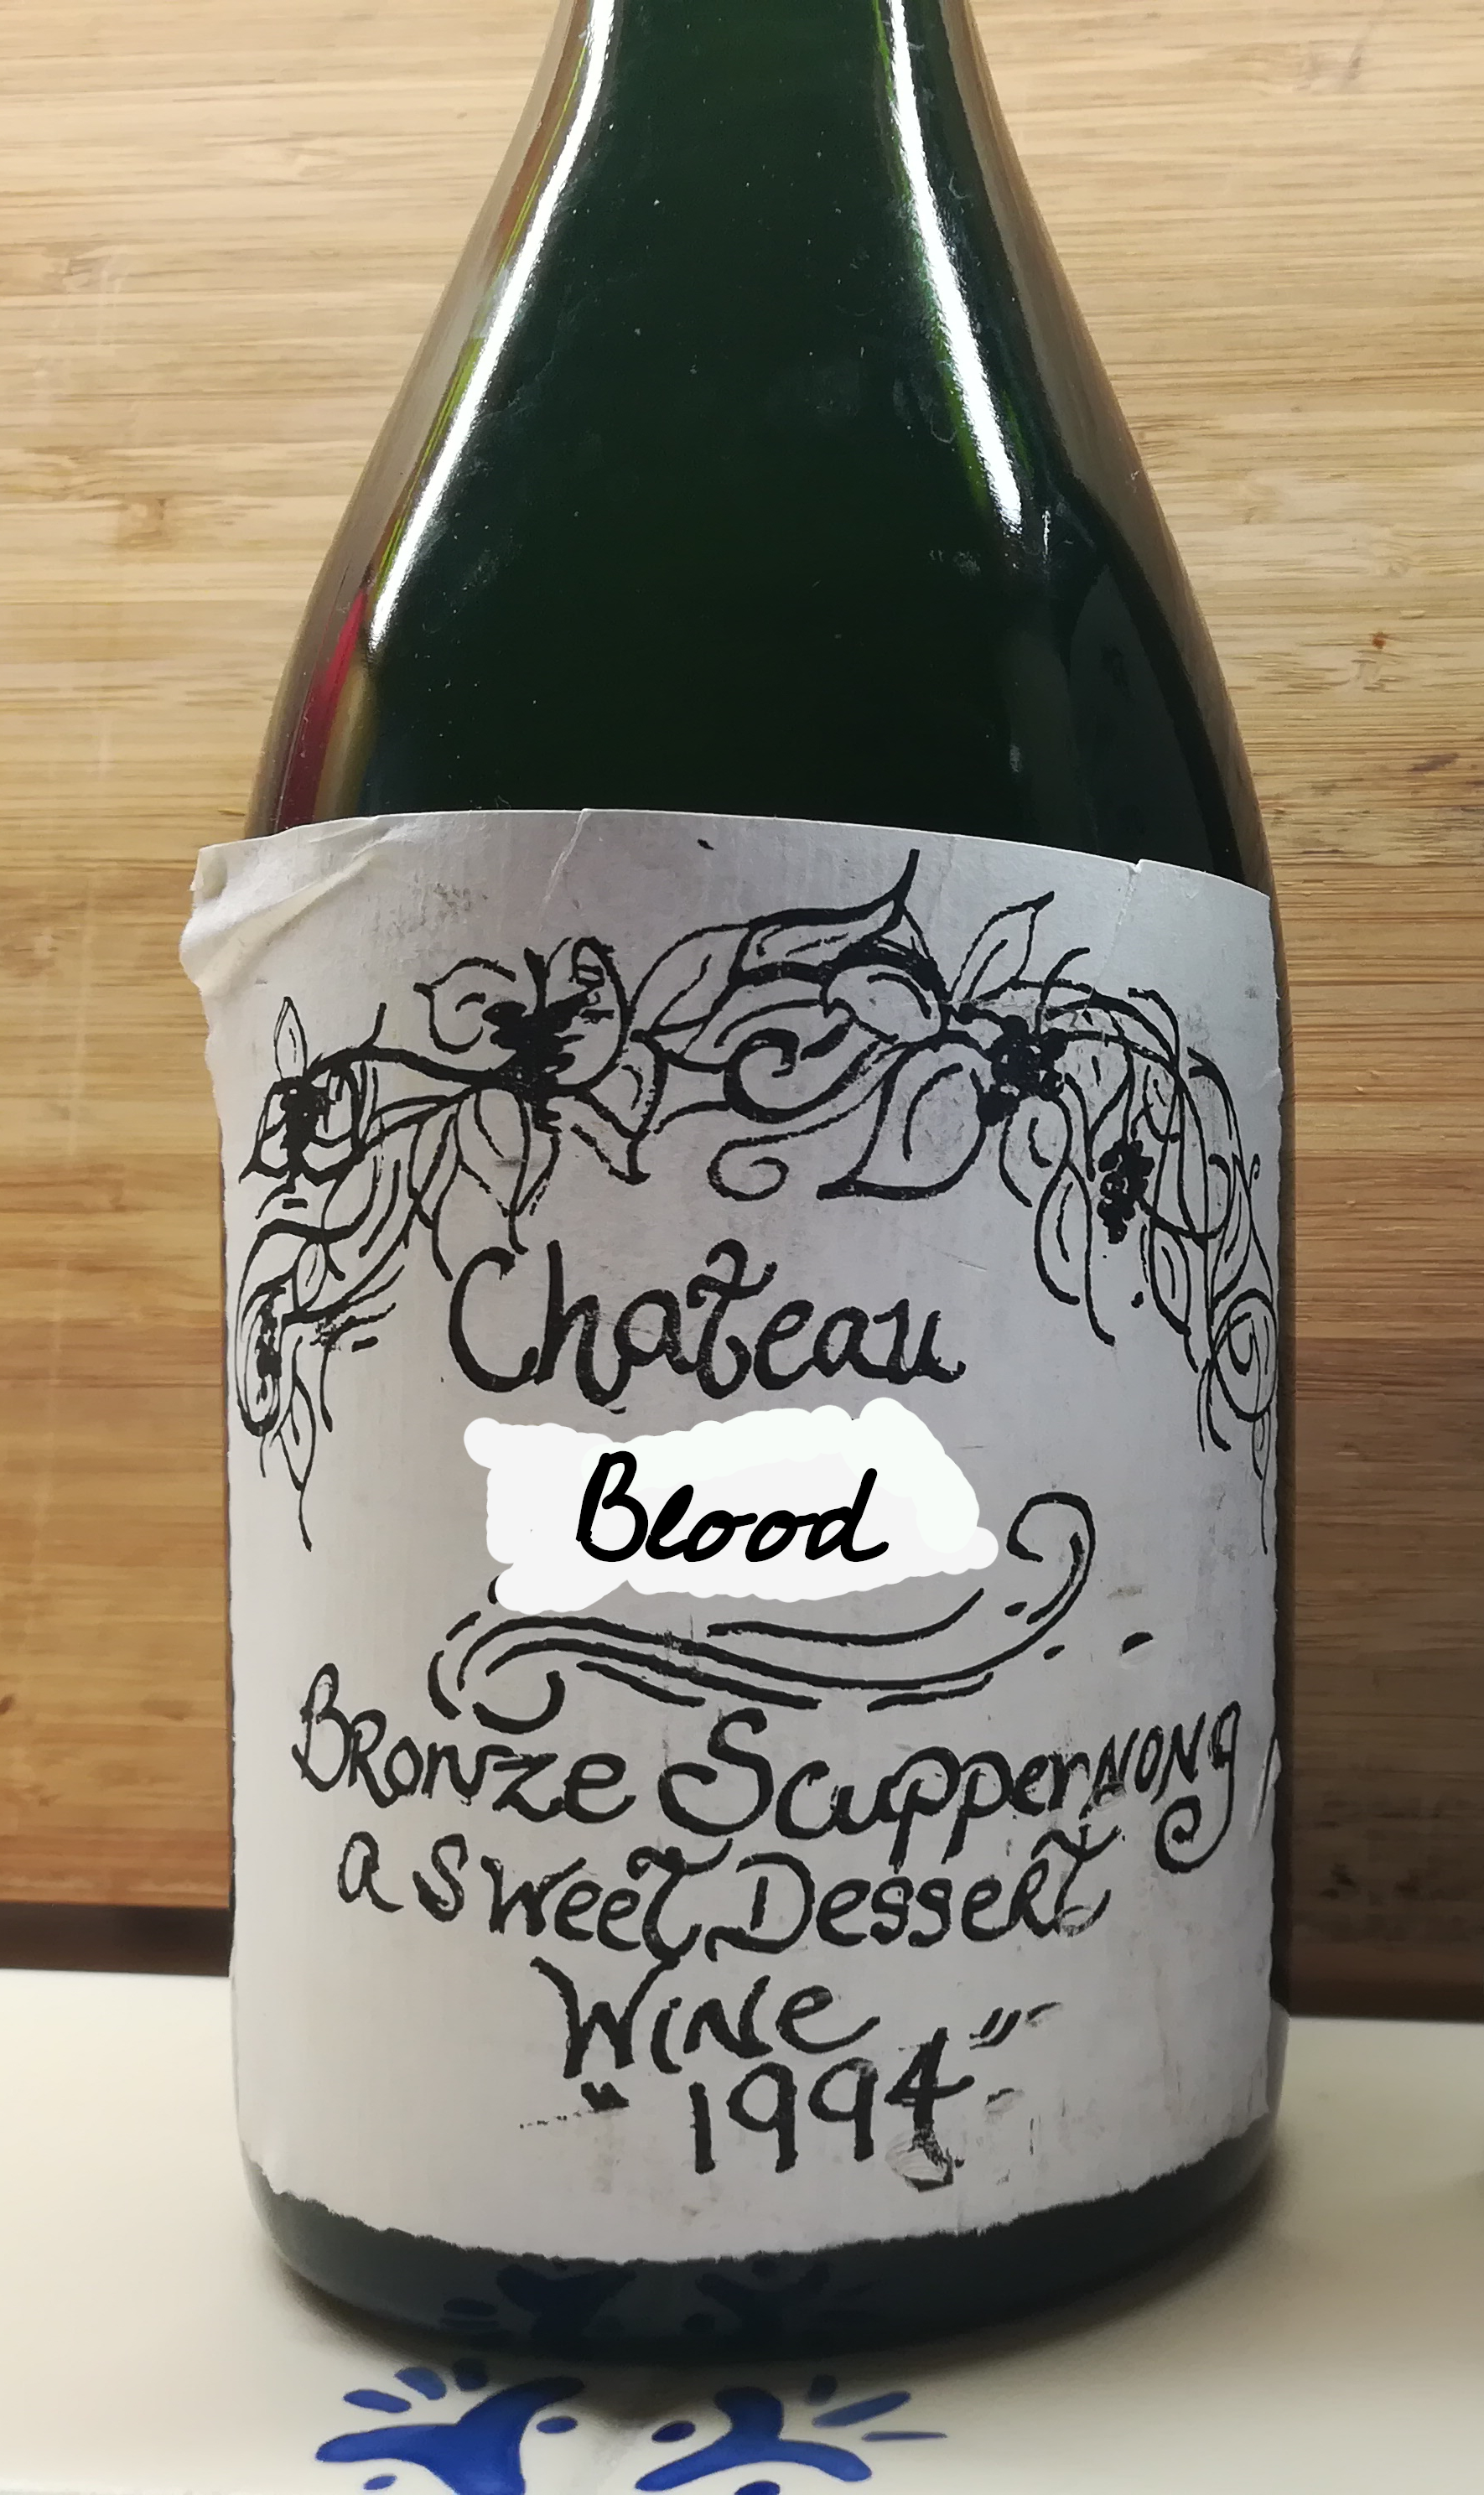 Chateau
Blood
Bronze Scuppernong
a Sweet Dessert
Wine
"1994"